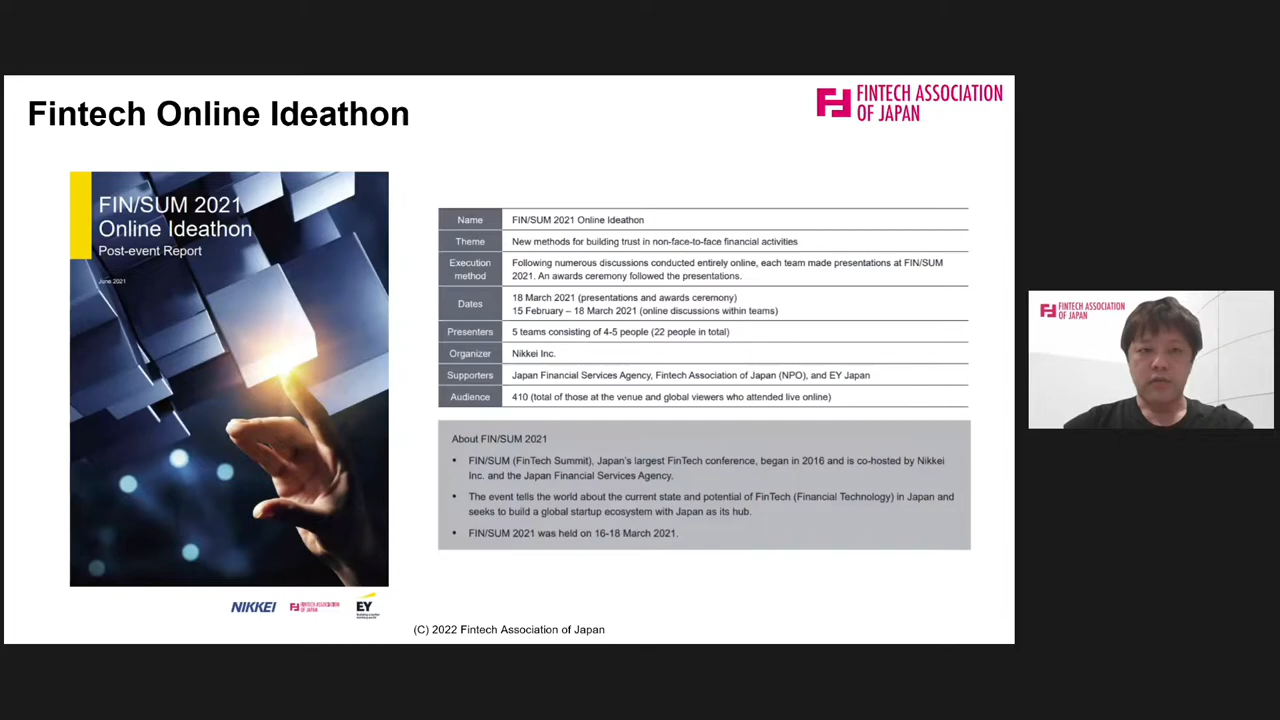 Fintech Online Ideathon
FINTECH ASSOCIATION
OF JAPAN
FIN/SUM 2021
Online Ideathon
Post-event Report
June 2021
NIKKEI
FINTECH ASSOCIATION
OF JAPAN
EY
Name
FIN/SUM 2021 Online Ideathon
Theme
New methods for building trust in non-face-to-face financial activities
Execution
method
Following numerous discussions conducted entirely online, each team made presentations at FIN/SUM
2021. An awards ceremony followed the presentations.
Dates
18 March 2021 (presentations and awards ceremony)
15 February – 18 March 2021 (online discussions within teams)
Presenters
5 teams consisting of 4-5 people (22 people in total)
Organizer
Nikkei Inc.
Supporters
Japan Financial Services Agency, Fintech Association of Japan (NPO), and EY Japan
Audience
410 (total of those at the venue and global viewers who attended live online)
About FIN/SUM 2021
• FIN/SUM (FinTech Summit), Japan's largest FinTech conference, began in 2016 and is co-hosted by Nikkei
Inc. and the Japan Financial Services Agency.
• The event tells the world about the current state and potential of FinTech (Financial Technology) in Japan and
seeks to build a global startup ecosystem with Japan as its hub.
• FIN/SUM 2021 was held on 16-18 March 2021.
(C) 2022 Fintech Association of Japan
FINTECH ASSOCIATION
OF JAPAN